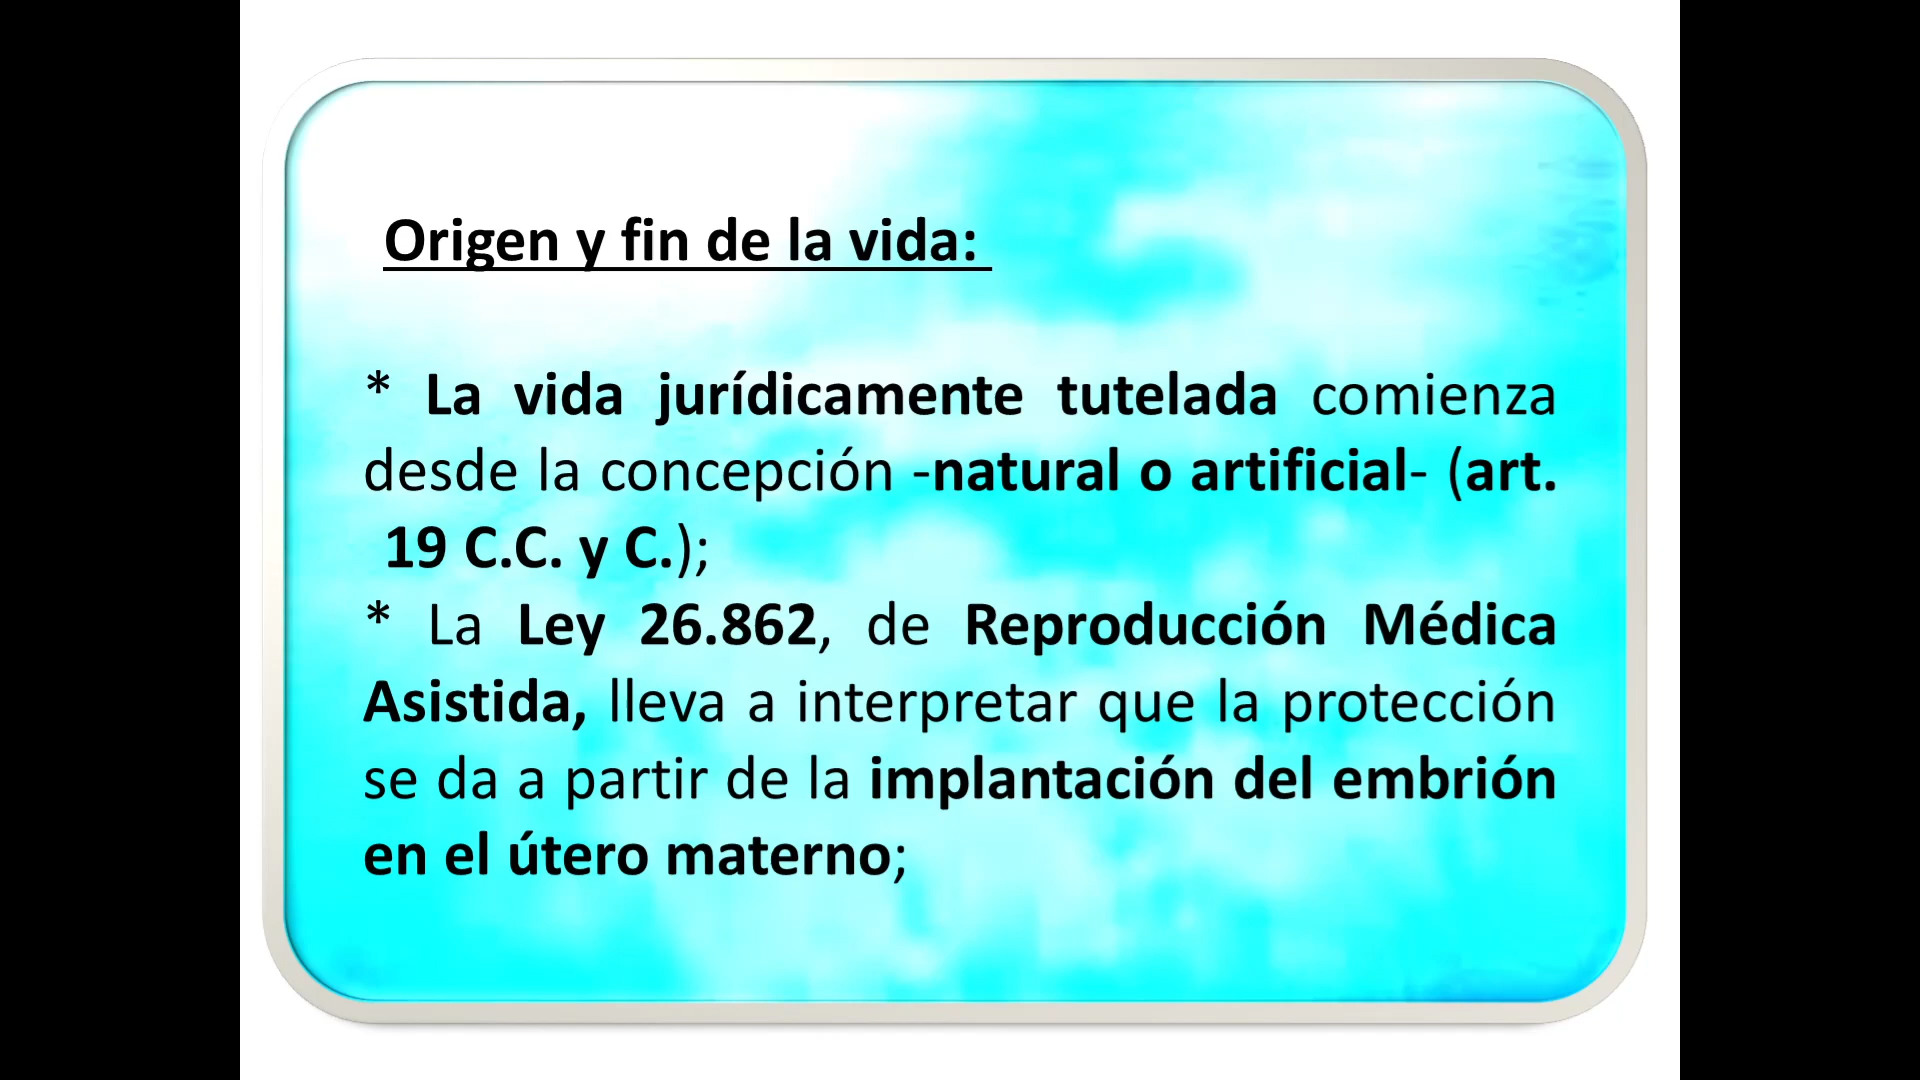 Origen y fin de la vida:
* La vida jurídicamente tutelada comienza
desde la concepción -natural o artificial- (art.
19 C.C. y C.);
* La Ley 26.862, de Reproducción Médica
Asistida, lleva a interpretar que la protección
se da a partir de la implantación del embrión
en el útero materno;